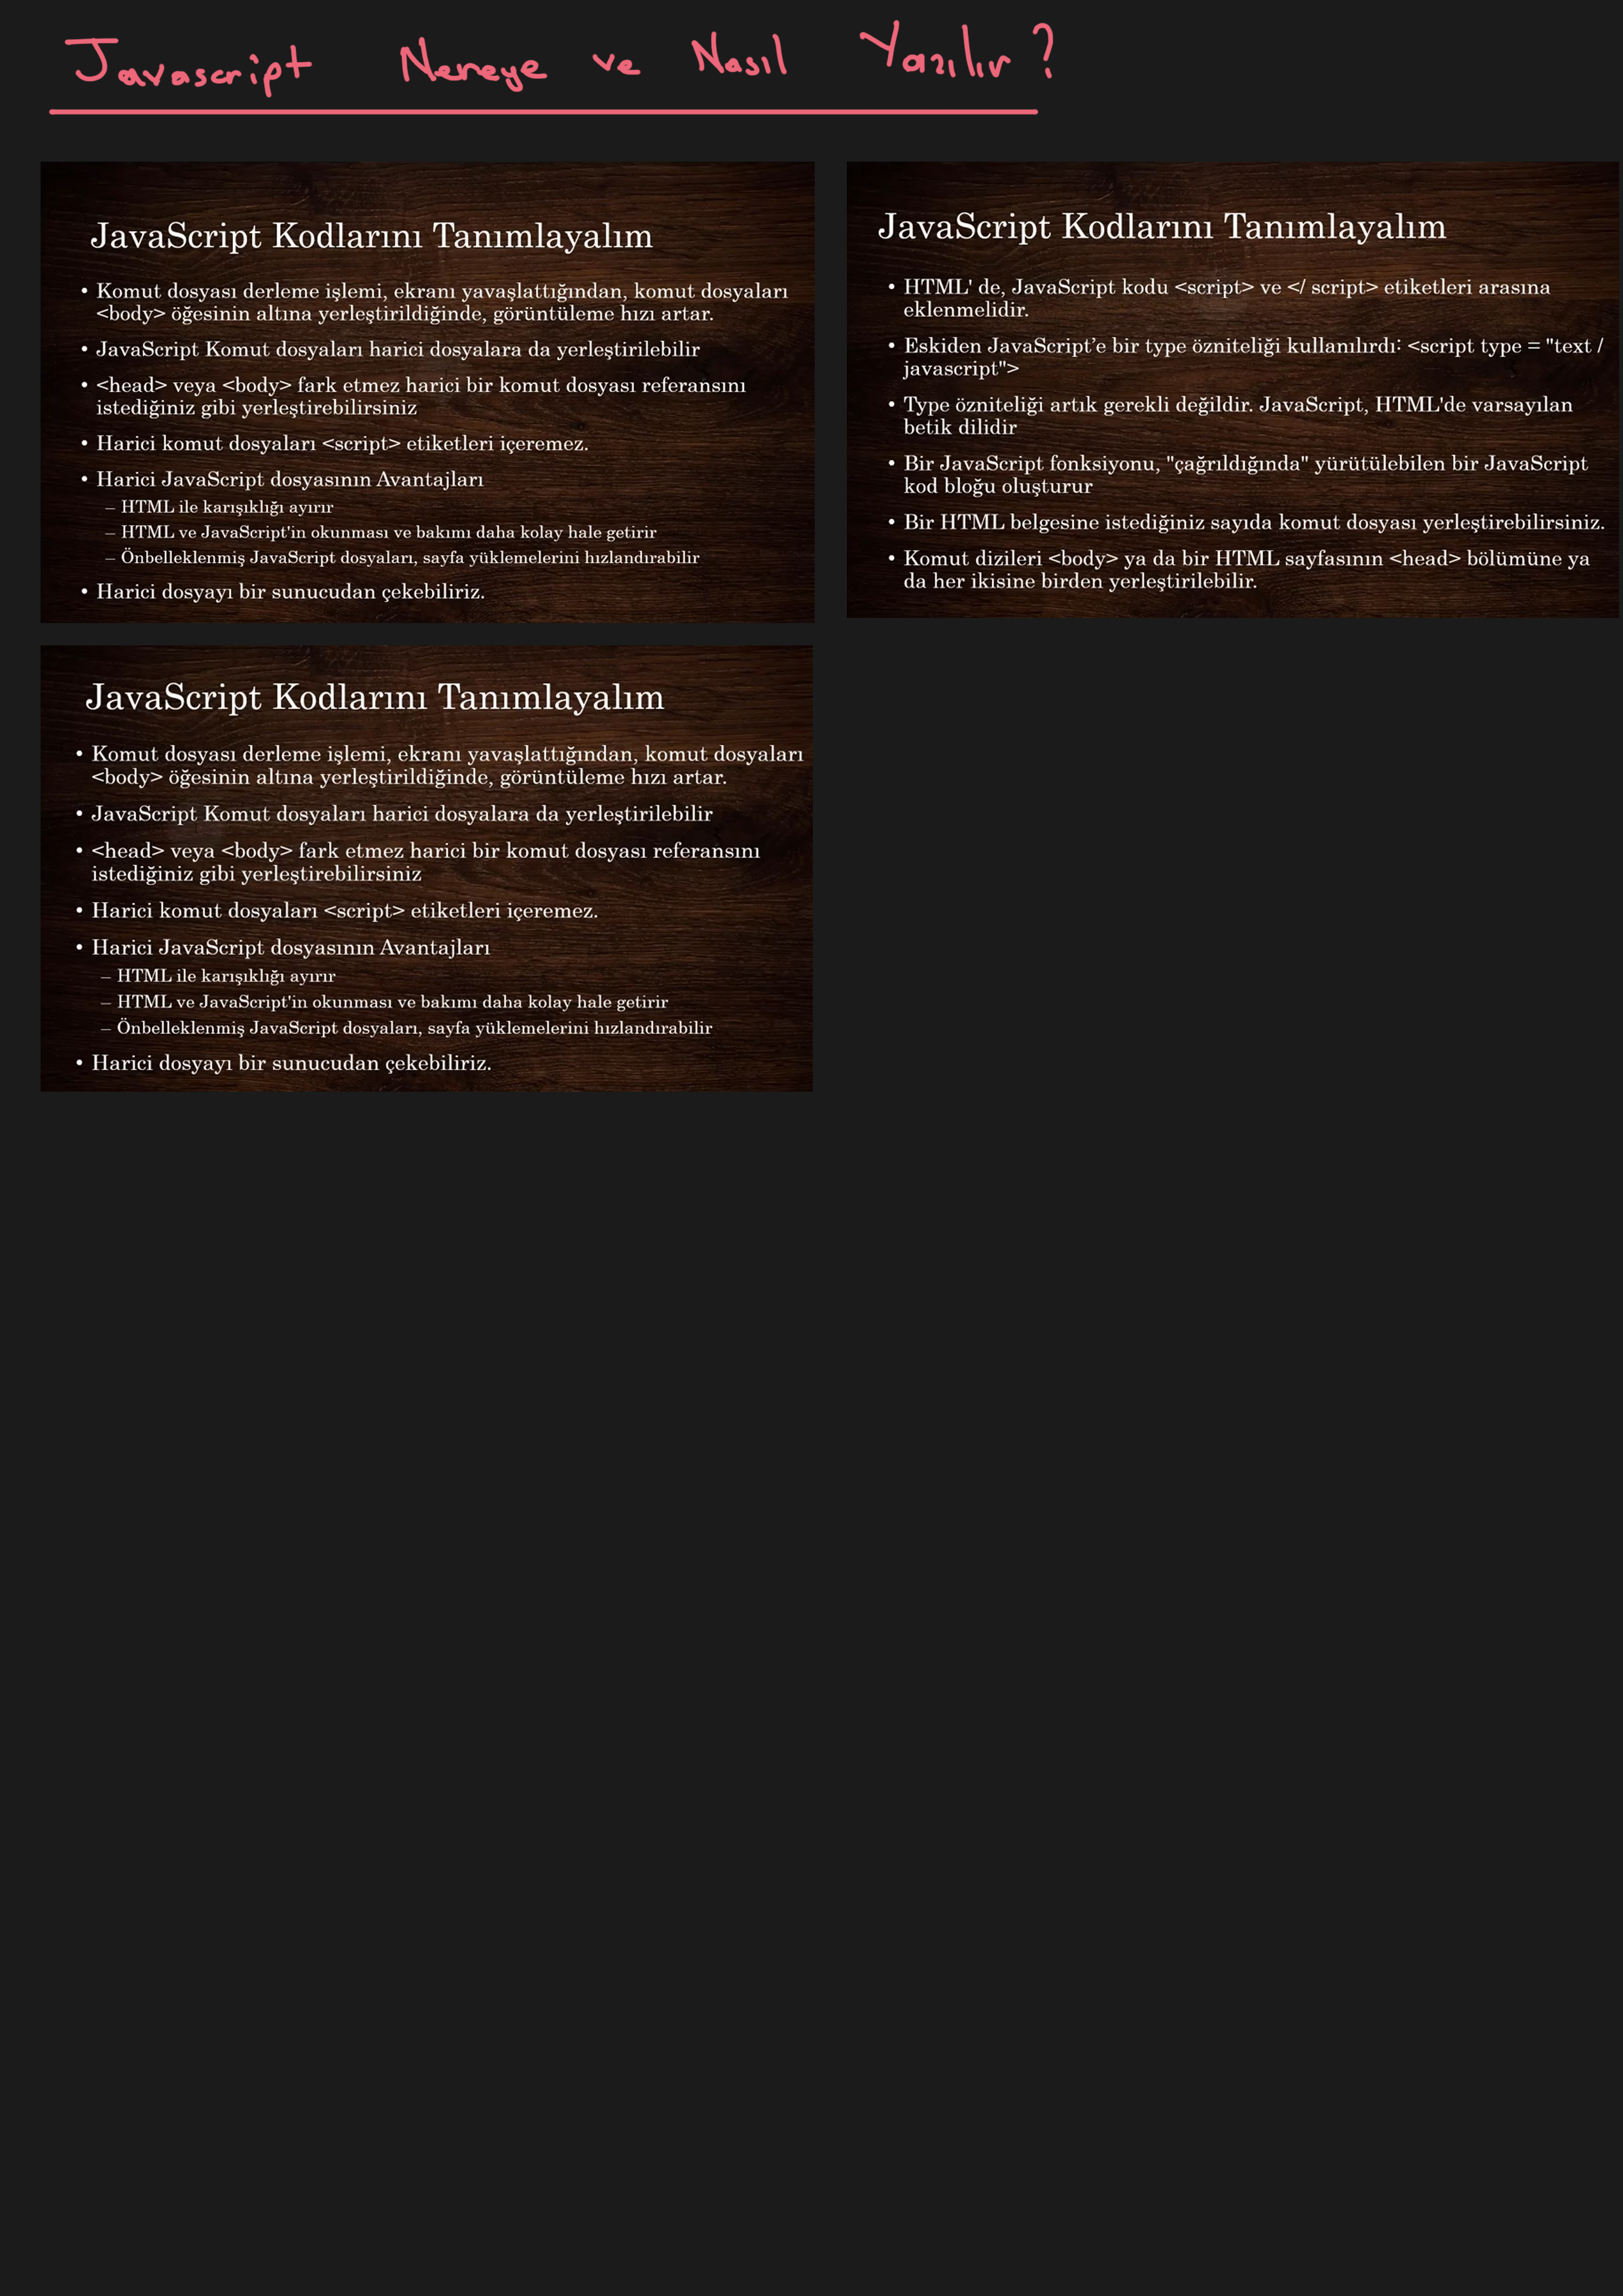 Javascript Nereye ve Nasıl Yazılır?
JavaScript Kodlarını Tanımlayalım
• Komut dosyası derleme işlemi, ekranı yavaşlattığından, komut dosyaları
<body> öğesinin altına yerleştirildiğinde, görüntüleme hızı artar.
• JavaScript Komut dosyaları harici dosyalara da yerleştirilebilir
• <head> veya <body> fark etmez harici bir komut dosyası referansını
istediğiniz gibi yerleştirebilirsiniz
• Harici komut dosyaları <script> etiketleri içeremez.
• Harici JavaScript dosyasının Avantajları
– HTML ile karışıklığı ayırır
– HTML ve JavaScript'in okunması ve bakımı daha kolay hale getirir
– Önbelleklenmiş JavaScript dosyaları, sayfa yüklemelerini hızlandırabilir
• Harici dosyayı bir sunucudan çekebiliriz.
JavaScript Kodlarını Tanımlayalım
• HTML' de, JavaScript kodu <script> ve </ script> etiketleri arasına
eklenmelidir.
• Eskiden JavaScript’e bir type özniteliği kullanılırdı: <script type = "text /
javascript">
• Type özniteliği artık gerekli değildir. JavaScript, HTML'de varsayılan
betik dilidir
• Bir JavaScript fonksiyonu, "çağrıldığında" yürütülebilen bir JavaScript
kod bloğu oluşturur
• Bir HTML belgesine istediğiniz sayıda komut dosyası yerleştirebilirsiniz.
• Komut dizileri <body> ya da bir HTML sayfasının <head> bölümüne ya
da her ikisine birden yerleştirilebilir.
JavaScript Kodlarını Tanımlayalım
• Komut dosyası derleme işlemi, ekranı yavaşlattığından, komut dosyaları
<body> öğesinin altına yerleştirildiğinde, görüntüleme hızı artar.
• JavaScript Komut dosyaları harici dosyalara da yerleştirilebilir
• <head> veya <body> fark etmez harici bir komut dosyası referansını
istediğiniz gibi yerleştirebilirsiniz
• Harici komut dosyaları <script> etiketleri içeremez.
• Harici JavaScript dosyasının Avantajları
– HTML ile karışıklığı ayırır
– HTML ve JavaScript'in okunması ve bakımı daha kolay hale getirir
– Önbelleklenmiş JavaScript dosyaları, sayfa yüklemelerini hızlandırabilir
• Harici dosyayı bir sunucudan çekebiliriz.